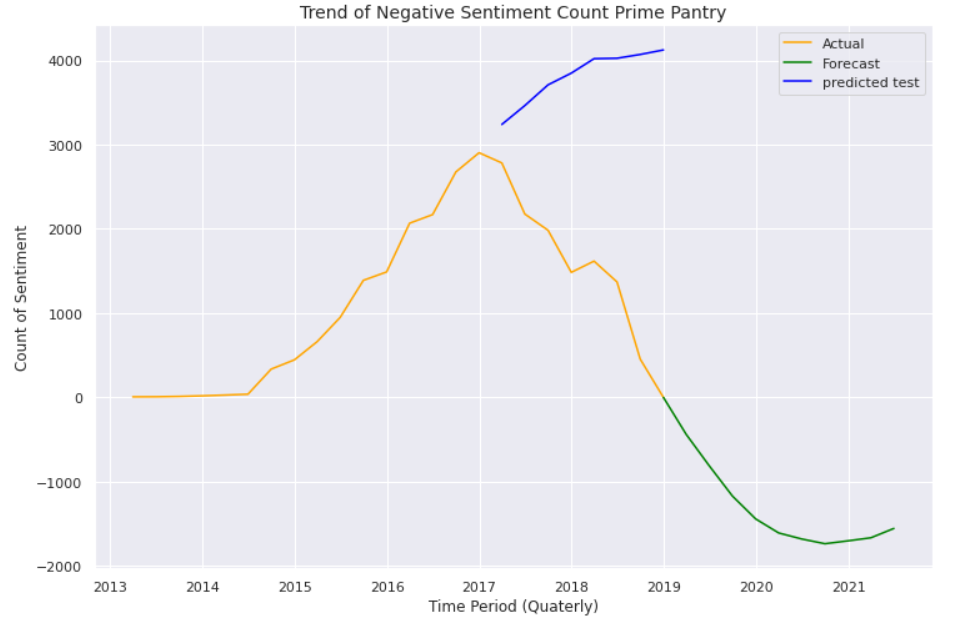 Trend of Negative Sentiment Count Prime Pantry
Actual
Forecast
predicted test
Count of Sentiment
4000
3000
2000
1000
0
−1000
−2000
2013 2014 2015 2016 2017 2018 2019 2020 2021
Time Period (Quaterly)